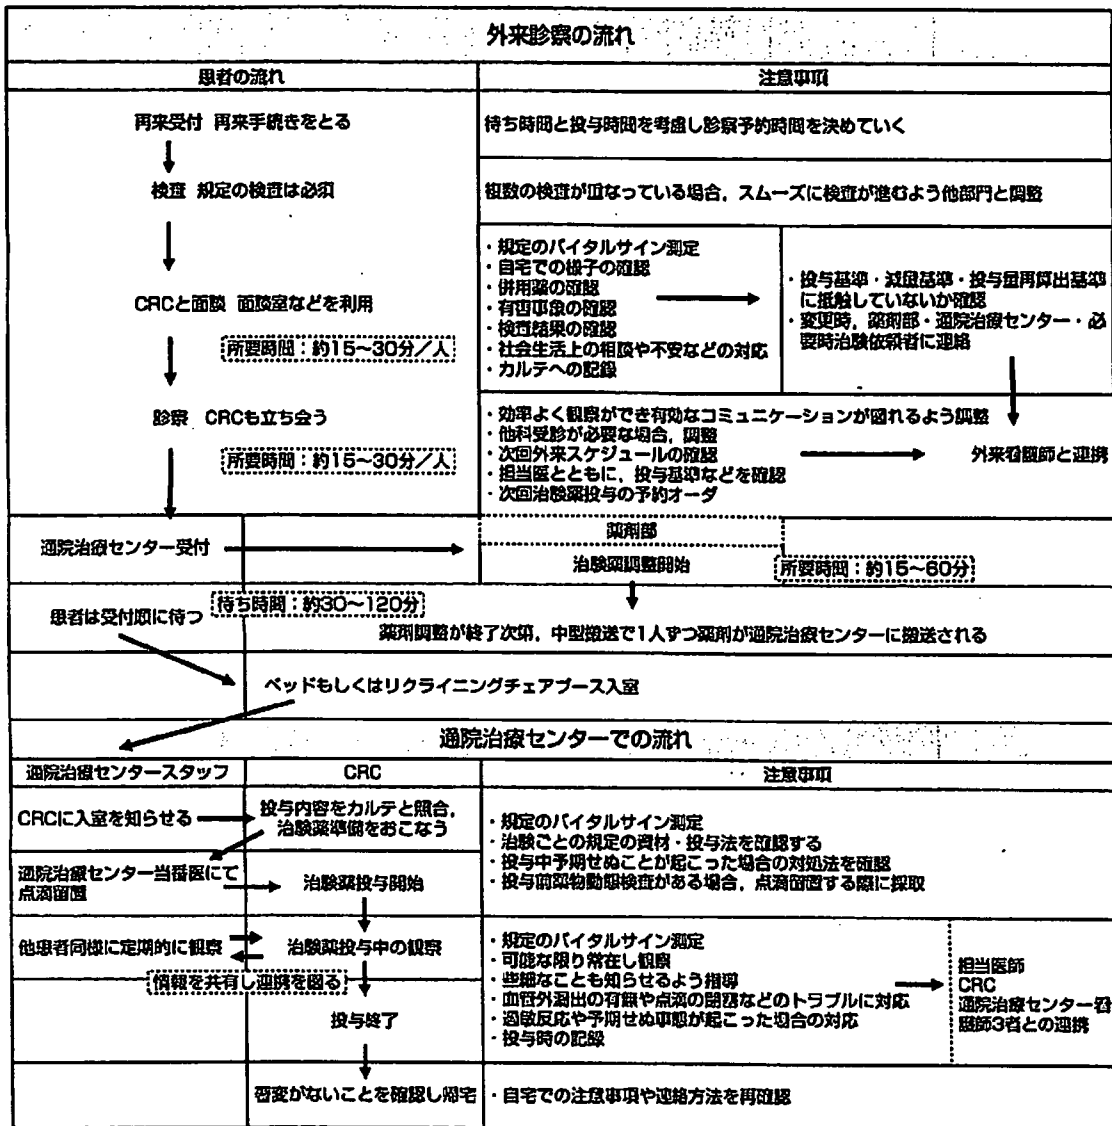 外来診察の流れ
患者の流れ
注意事項
再来受付 再来手続きをとる
待ち時間と投与時間を考慮し診察予約時間を決めていく
検査 規定の検査は必須
複数の検査が重なっている場合，スムーズに検査が進むよう他部門と調整
CRCと面談 面談室などを利用
所要時間：約15〜30分／人
・規定のバイタルサイン測定
・自宅での様子の確認
・併用薬の確認
・有害事象の確認
・検査結果の確認
・社会生活上の相談や不安などの対応
・カルテへの記録
・投与基準・減量基準・投与量再算出基準
に抵触していないか確認
・変更時，薬剤部・通院治療センター・必
要時治験依頼者に連絡
診察 CRCも立ち会う
所要時間：約15〜30分／人
・効率よく観察ができ有効なコミュニケーションが図れるよう調整
・他科受診が必要な場合，調整
・次回外来スケジュールの確認
・担当医とともに，投与基準などを確認
・次回治験薬投与の予約オーダ
外来看護師と連携
通院治療センター受付
薬剤部
治験薬調整開始
所要時間：約15〜60分
患者は受付順に待つ
待ち時間：約30〜120分
薬剤調整が終了次第，中型搬送で1人ずつ薬剤が通院治療センターに搬送される
ベッドもしくはリクライニングチェアブース入室
通院治療センターでの流れ
通院治療センタースタッフ
CRC
注意事項
CRCに入室を知らせる
投与内容をカルテと照合，
治験薬準備をおこなう
・規定のバイタルサイン測定
・治験ごとの規定の資材・投与法を確認する
・投与中予期せぬことが起こった場合の対処法を確認
・投与前薬物動態検査がある場合，点滴留置する際に採取
通院治療センター当番医にて
点滴留置
治験薬投与開始
他患者同様に定期的に観察
治験薬投与中の観察
情報を共有し連携を図る
投与終了
・規定のバイタルサイン測定
・可能な限り常在し観察
・些細なことも知らせるよう指導
・血管外漏出の有無や点滴の閉塞などのトラブルに対応
・過敏反応や予期せぬ事態が起こった場合の対応
・投与時の記録
担当医師
CRC
通院治療センター看
護師3者との連携
著変がないことを確認し帰宅
・自宅での注意事項や連絡方法を再確認